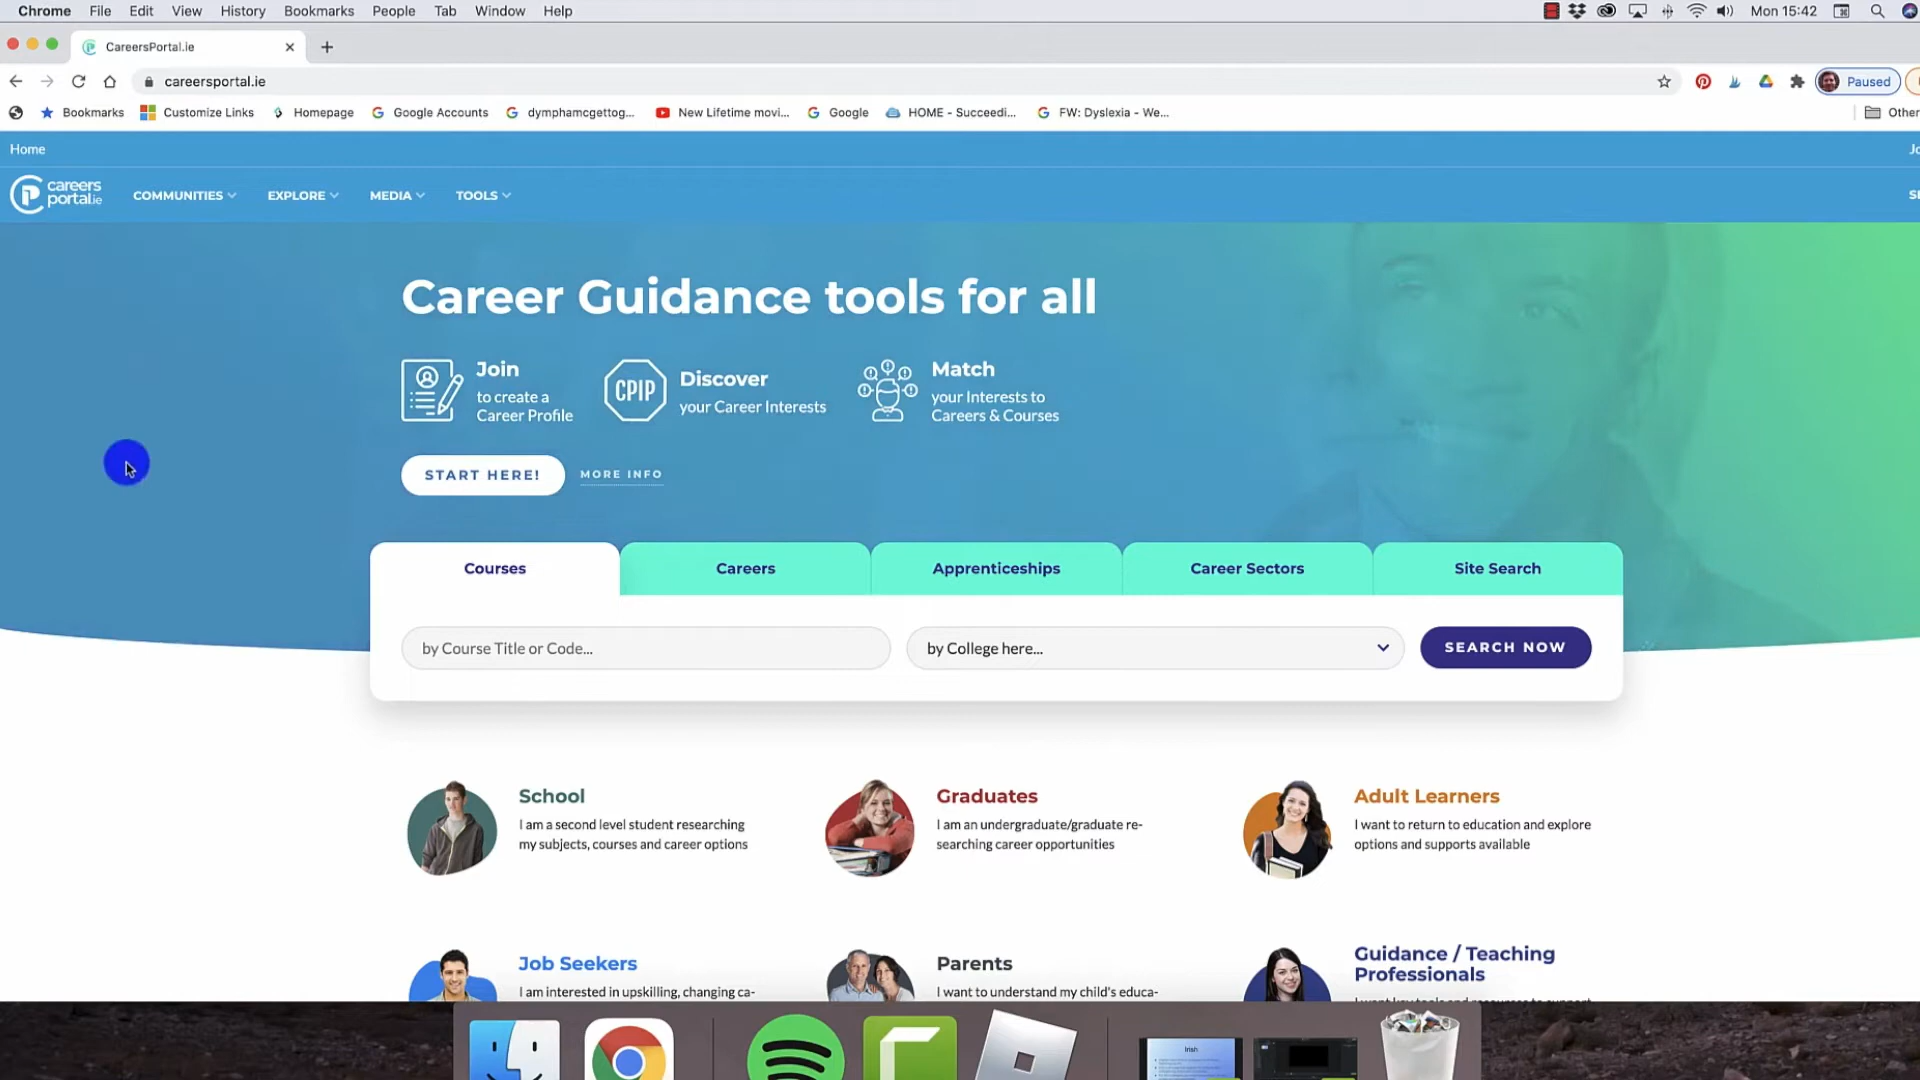 Chrome File Edit View History Bookmarks People Tab Window Help Mon 15:42
CareersPortal.ie
careersportal.ie Paused
Bookmarks Customize Links Homepage Google Accounts dymphamcgettog... New Lifetime movi... Google HOME - Succeedi... FW: Dyslexia - We... Other
Home
careers
portal.ie
COMMUNITIES EXPLORE MEDIA TOOLS
Career Guidance tools for all
Join
to create a
Career Profile
CPIP
Discover
your Career Interests
Match
your Interests to
Careers & Courses
START HERE! MORE INFO
Courses Careers Apprenticeships Career Sectors Site Search
by Course Title or Code... by College here... SEARCH NOW
School
I am a second level student researching
my subjects, courses and career options
Graduates
I am an undergraduate/graduate re-
searching career opportunities
Adult Learners
I want to return to education and explore
options and supports available
Job Seekers
I am interested in upskilling, changing ca-
Parents
I want to understand my child's educa-
Guidance / Teaching
Professionals
Irish